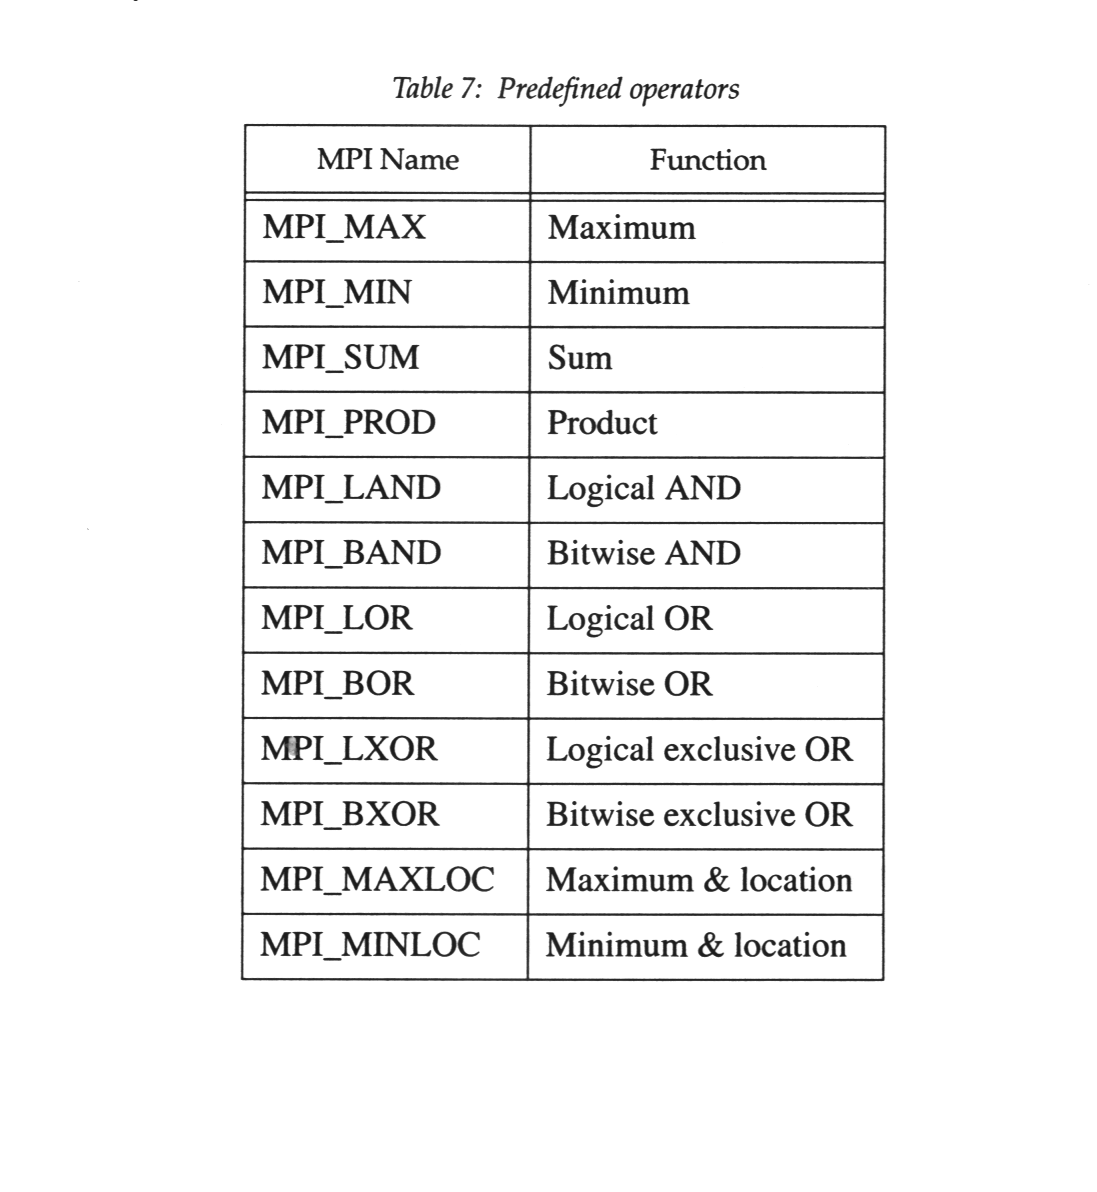 Table 7: Predefined operators
MPI Name Function
MPI_MAX Maximum
MPI_MIN Minimum
MPI_SUM Sum
MPI_PROD Product
MPI_LAND Logical AND
MPI_BAND Bitwise AND
MPI_LOR Logical OR
MPI_BOR Bitwise OR
MPI_LXOR Logical exclusive OR
MPI_BXOR Bitwise exclusive OR
MPI_MAXLOC Maximum & location
MPI_MINLOC Minimum & location